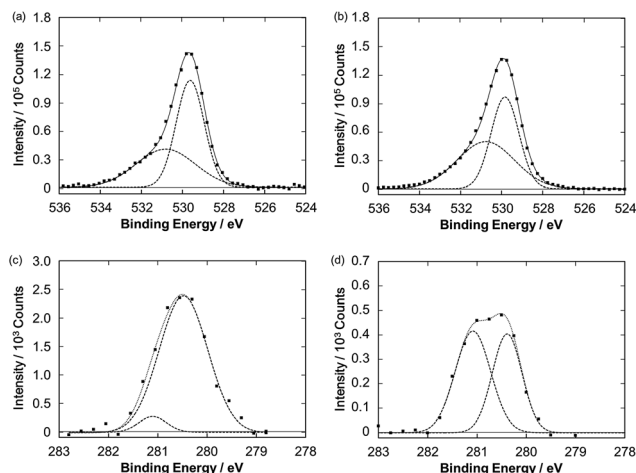 (a)
1.8
1.5
1.2
0.9
0.6
0.3
0
Intensity / 10⁵ Counts
536 534 532 530 528 526 524
Binding Energy / eV
(b)
1.8
1.5
1.2
0.9
0.6
0.3
0
Intensity / 10⁵ Counts
536 534 532 530 528 526 524
Binding Energy / eV
(c)
3.0
2.5
2.0
1.5
1.0
0.5
0
Intensity / 10³ Counts
283 282 281 280 279 278
Binding Energy / eV
(d)
0.7
0.6
0.5
0.4
0.3
0.2
0.1
0
Intensity / 10³ Counts
283 282 281 280 279 278
Binding Energy / eV